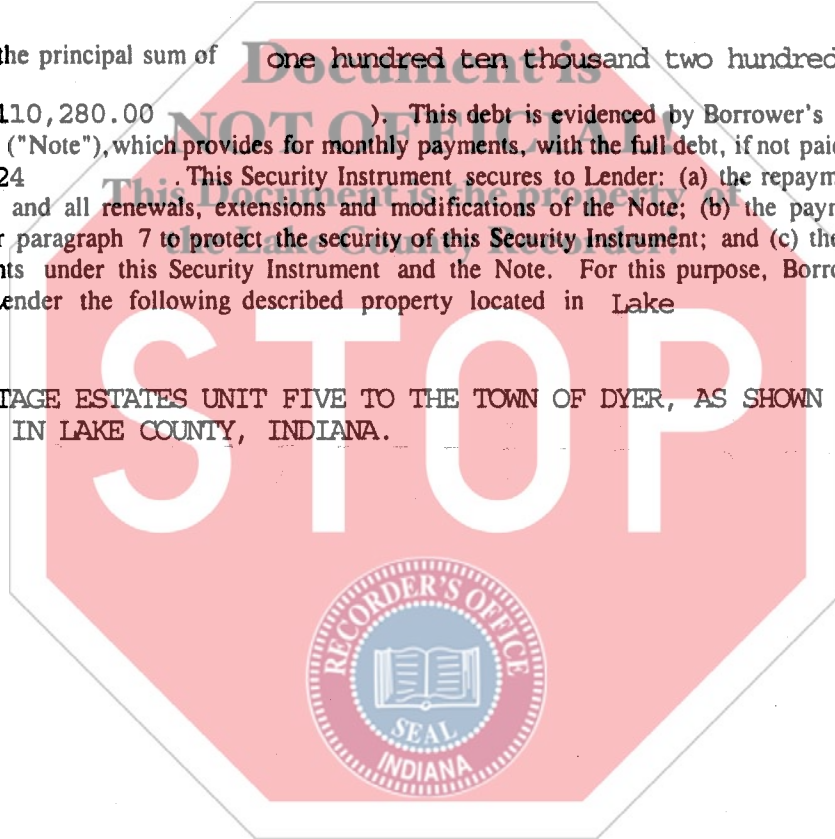 the principal sum of one hundred ten thousand two hundred
Document is
110,280.00 ). This debt is evidenced by Borrower's
NOT OFFICIAL!
("Note"), which provides for monthly payments, with the full debt, if not paid
24 . This Security Instrument secures to Lender: (a) the repaym
This Document is the property of
and all renewals, extensions and modifications of the Note; (b) the payn
r paragraph 7 to protect the security of this Security Instrument; and (c) the
the Lake County Recorder!
nts under this Security Instrument and the Note. For this purpose, Borro
ender the following described property located in Lake
STOP
TAGE ESTATES UNIT FIVE TO THE TOWN OF DYER, AS SHOWN
IN LAKE COUNTY, INDIANA.
RECORDER'S OFFICE
SEAL
INDIANA